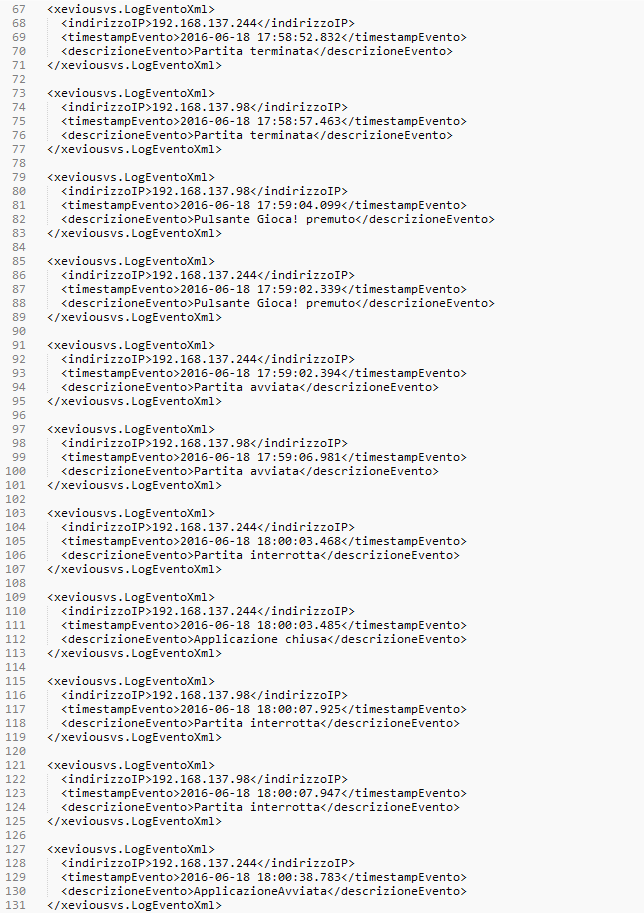 67 <xeviousvs.LogEventoXml>
68 <indirizzoIP>192.168.137.244</indirizzoIP>
69 <timestampEvento>2016-06-18 17:58:52.832</timestampEvento>
70 <descrizioneEvento>Partita terminata</descrizioneEvento>
71 </xeviousvs.LogEventoXml>
72
73 <xeviousvs.LogEventoXml>
74 <indirizzoIP>192.168.137.98</indirizzoIP>
75 <timestampEvento>2016-06-18 17:58:57.463</timestampEvento>
76 <descrizioneEvento>Partita terminata</descrizioneEvento>
77 </xeviousvs.LogEventoXml>
78
79 <xeviousvs.LogEventoXml>
80 <indirizzoIP>192.168.137.98</indirizzoIP>
81 <timestampEvento>2016-06-18 17:59:04.099</timestampEvento>
82 <descrizioneEvento>Pulsante Gioca! premuto</descrizioneEvento>
83 </xeviousvs.LogEventoXml>
84
85 <xeviousvs.LogEventoXml>
86 <indirizzoIP>192.168.137.244</indirizzoIP>
87 <timestampEvento>2016-06-18 17:59:02.339</timestampEvento>
88 <descrizioneEvento>Pulsante Gioca! premuto</descrizioneEvento>
89 </xeviousvs.LogEventoXml>
90
91 <xeviousvs.LogEventoXml>
92 <indirizzoIP>192.168.137.244</indirizzoIP>
93 <timestampEvento>2016-06-18 17:59:02.394</timestampEvento>
94 <descrizioneEvento>Partita avviata</descrizioneEvento>
95 </xeviousvs.LogEventoXml>
96
97 <xeviousvs.LogEventoXml>
98 <indirizzoIP>192.168.137.98</indirizzoIP>
99 <timestampEvento>2016-06-18 17:59:06.981</timestampEvento>
100 <descrizioneEvento>Partita avviata</descrizioneEvento>
101 </xeviousvs.LogEventoXml>
102
103 <xeviousvs.LogEventoXml>
104 <indirizzoIP>192.168.137.244</indirizzoIP>
105 <timestampEvento>2016-06-18 18:00:03.468</timestampEvento>
106 <descrizioneEvento>Partita interrotta</descrizioneEvento>
107 </xeviousvs.LogEventoXml>
108
109 <xeviousvs.LogEventoXml>
110 <indirizzoIP>192.168.137.244</indirizzoIP>
111 <timestampEvento>2016-06-18 18:00:03.485</timestampEvento>
112 <descrizioneEvento>Applicazione chiusa</descrizioneEvento>
113 </xeviousvs.LogEventoXml>
114
115 <xeviousvs.LogEventoXml>
116 <indirizzoIP>192.168.137.98</indirizzoIP>
117 <timestampEvento>2016-06-18 18:00:07.925</timestampEvento>
118 <descrizioneEvento>Partita interrotta</descrizioneEvento>
119 </xeviousvs.LogEventoXml>
120
121 <xeviousvs.LogEventoXml>
122 <indirizzoIP>192.168.137.98</indirizzoIP>
123 <timestampEvento>2016-06-18 18:00:07.947</timestampEvento>
124 <descrizioneEvento>Partita interrotta</descrizioneEvento>
125 </xeviousvs.LogEventoXml>
126
127 <xeviousvs.LogEventoXml>
128 <indirizzoIP>192.168.137.244</indirizzoIP>
129 <timestampEvento>2016-06-18 18:00:38.783</timestampEvento>
130 <descrizioneEvento>ApplicazioneAvviata</descrizioneEvento>
131 </xeviousvs.LogEventoXml>